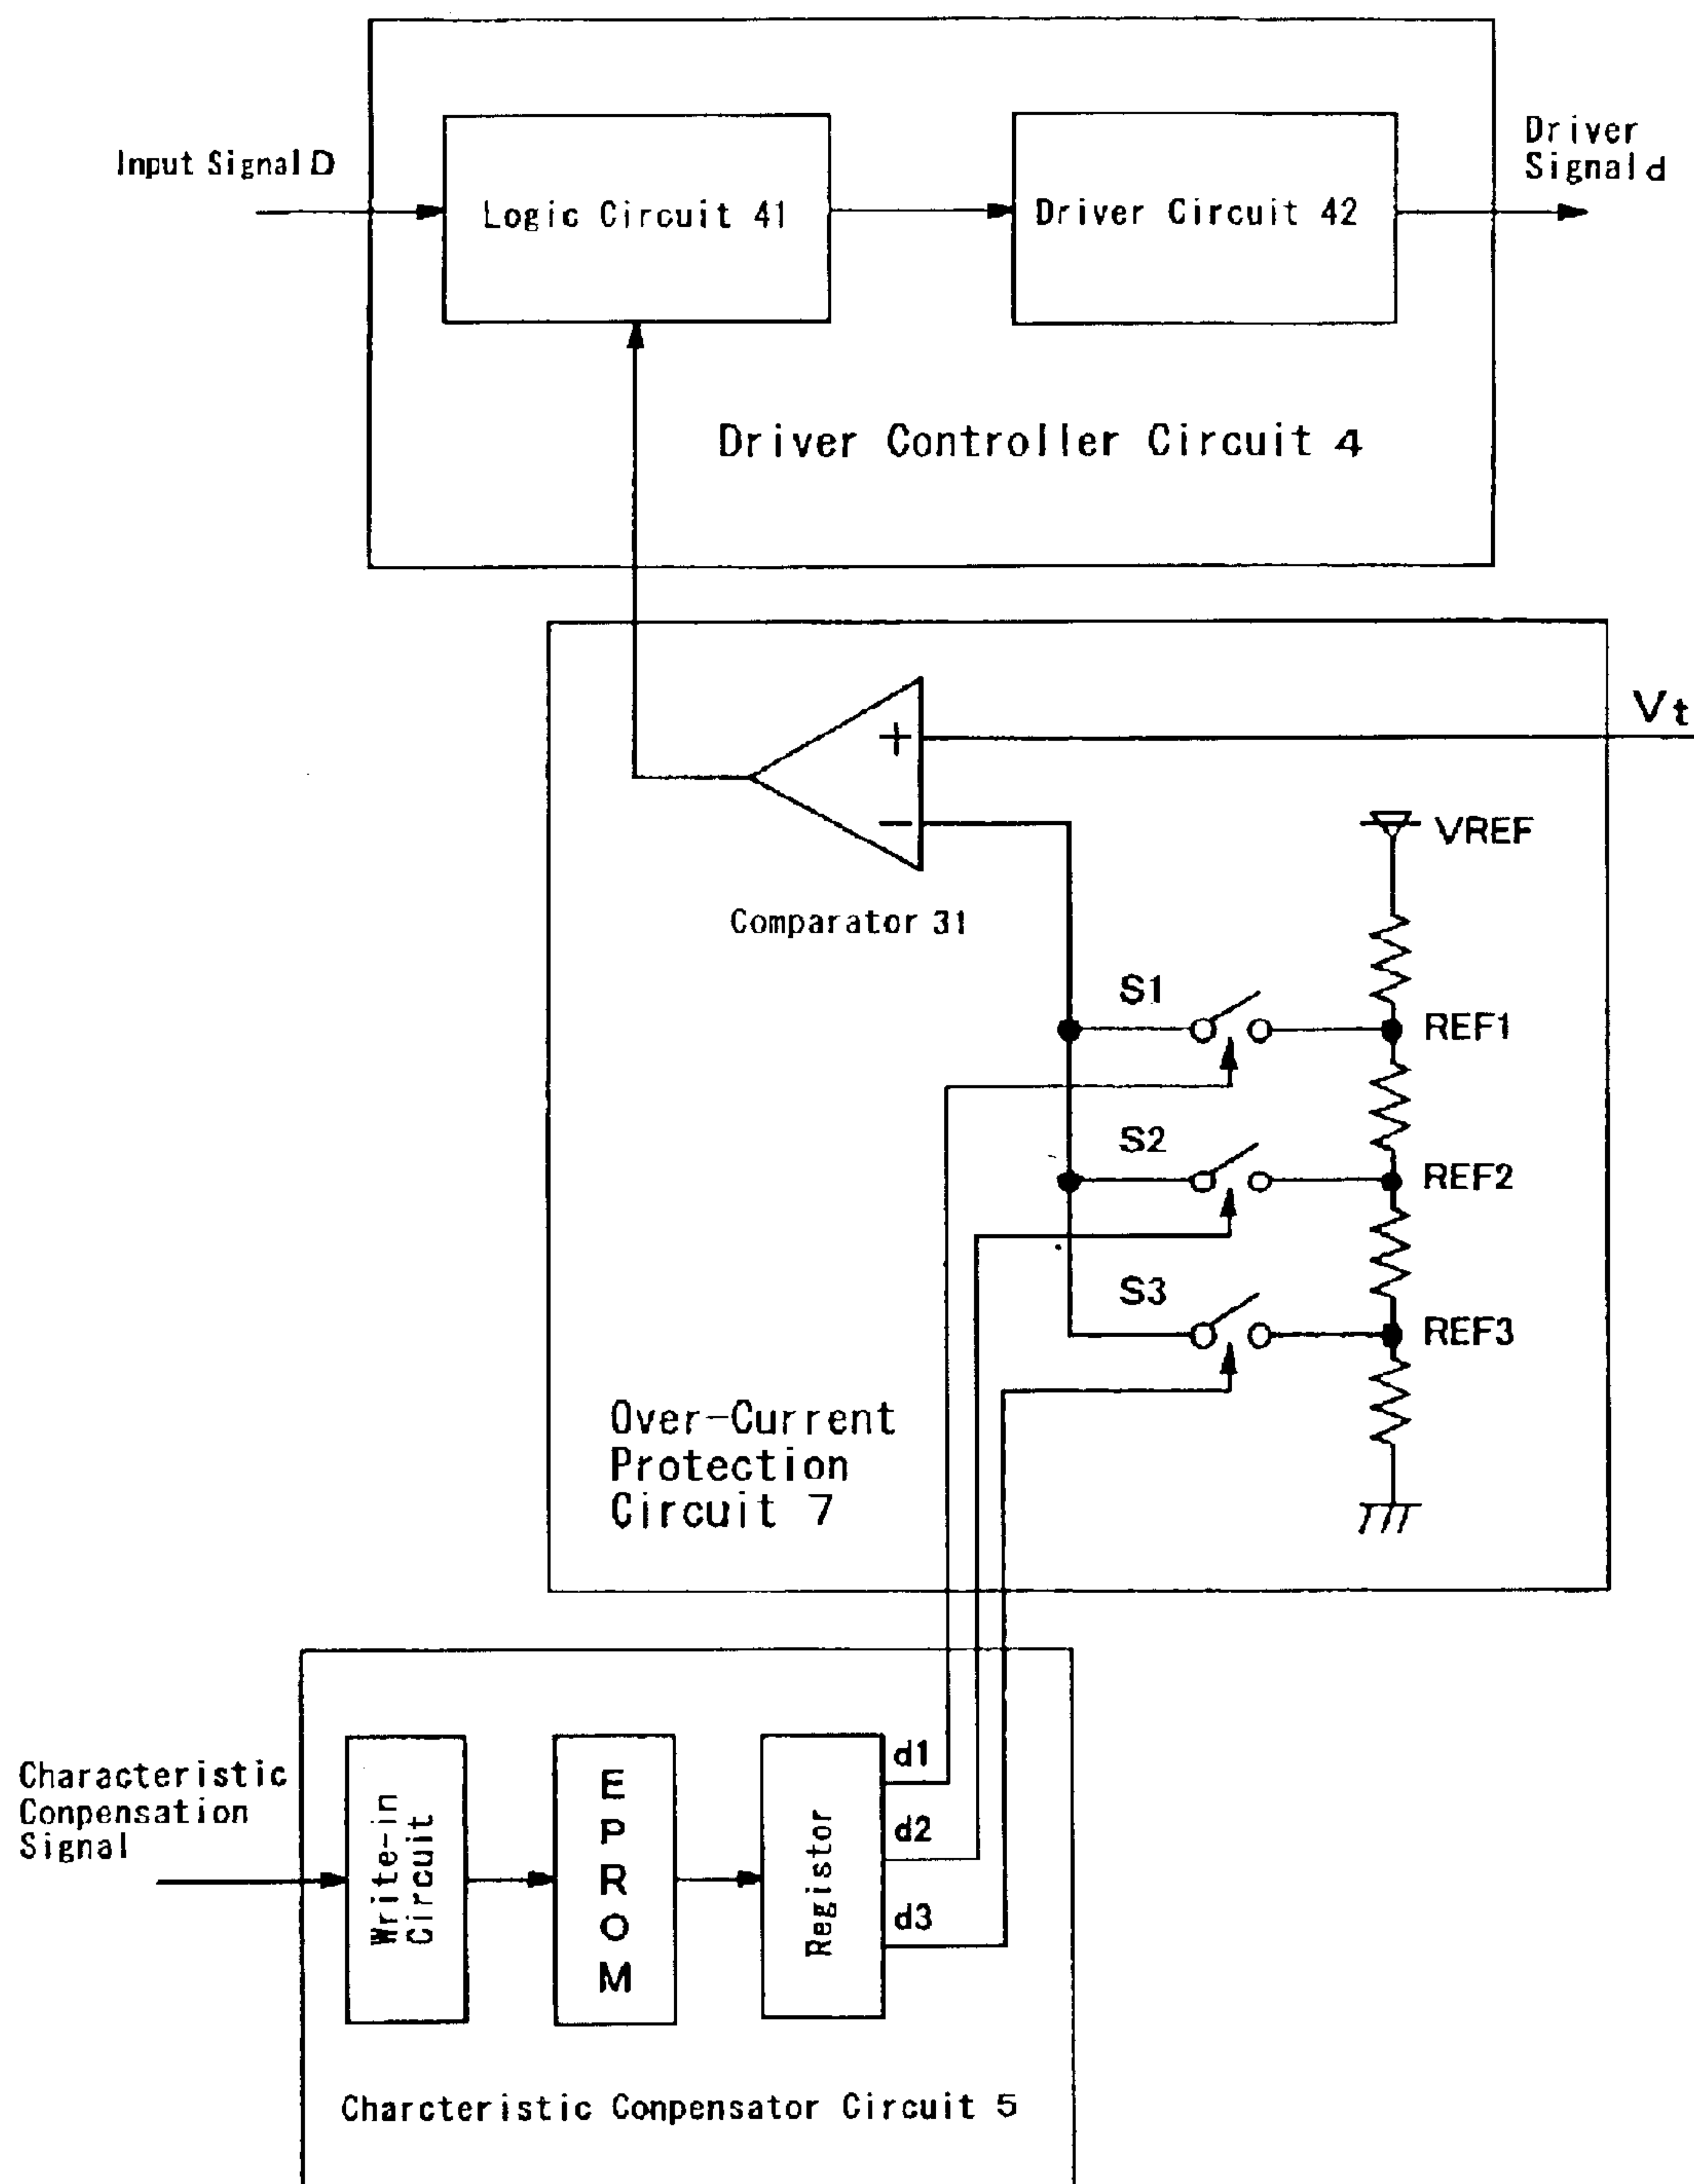 Input Signal D
Logic Circuit 41
Driver Circuit 42
Driver
Signal d
Driver Controller Circuit 4
Vt
+
−
VREF
Comparator 31
S1
REF1
S2
REF2
S3
REF3
Over-Current
Protection
Circuit 7
Characteristic
Conpensation
Signal
Write-in
Circuit
EPROM
Registor
d1
d2
d3
Charcteristic Conpensator Circuit 5